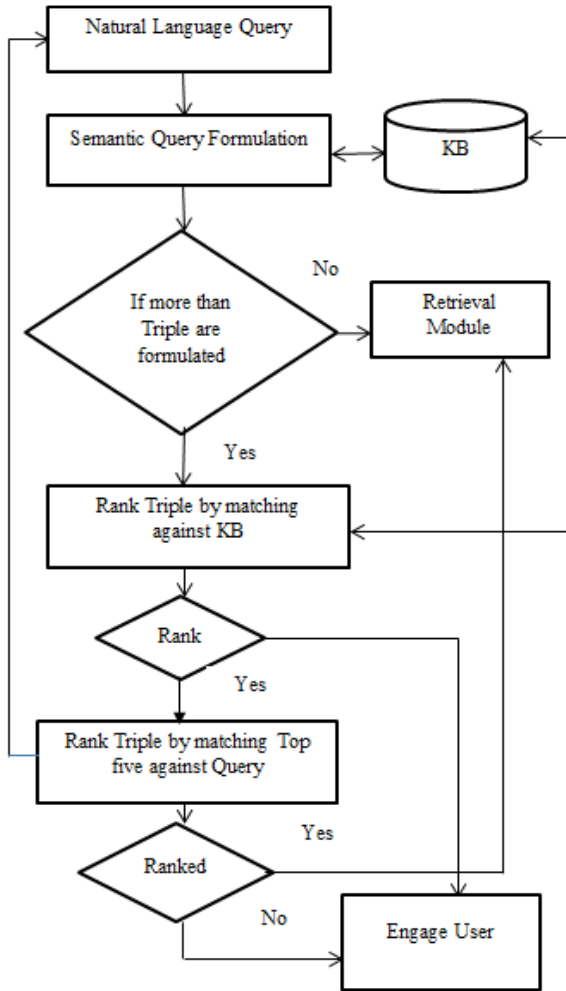 Natural Language Query
Semantic Query Formulation
KB
No
If more than
Triple are
formulated
Retrieval
Module
Yes
Rank Triple by matching
against KB
Rank
Yes
Rank Triple by matching Top
five against Query
Yes
Ranked
No
Engage User